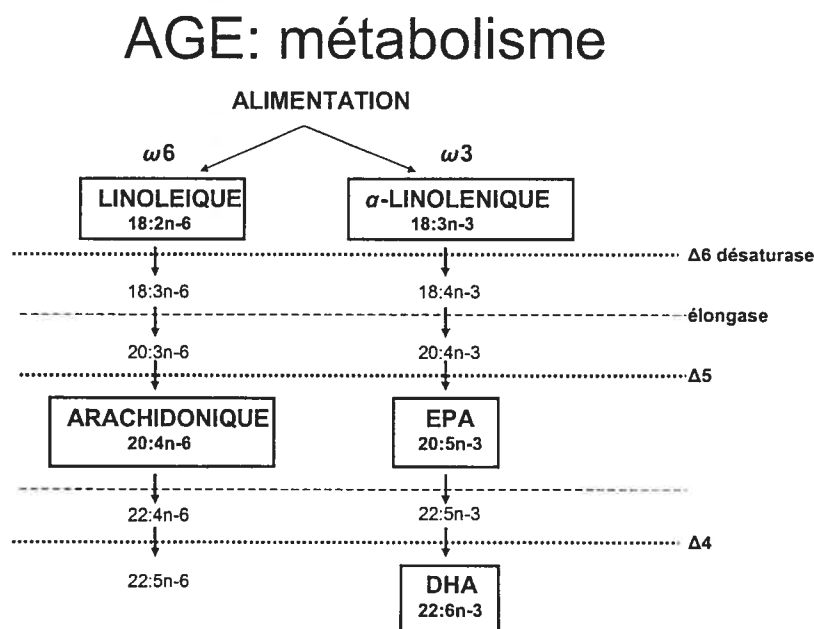 AGE: métabolisme
ALIMENTATION
ω6
ω3
LINOLEIQUE
18:2n-6
α-LINOLENIQUE
18:3n-3
Δ6 désaturase
18:3n-6
18:4n-3
élongase
20:3n-6
20:4n-3
Δ5
ARACHIDONIQUE
20:4n-6
EPA
20:5n-3
22:4n-6
22:5n-3
Δ4
22:5n-6
DHA
22:6n-3